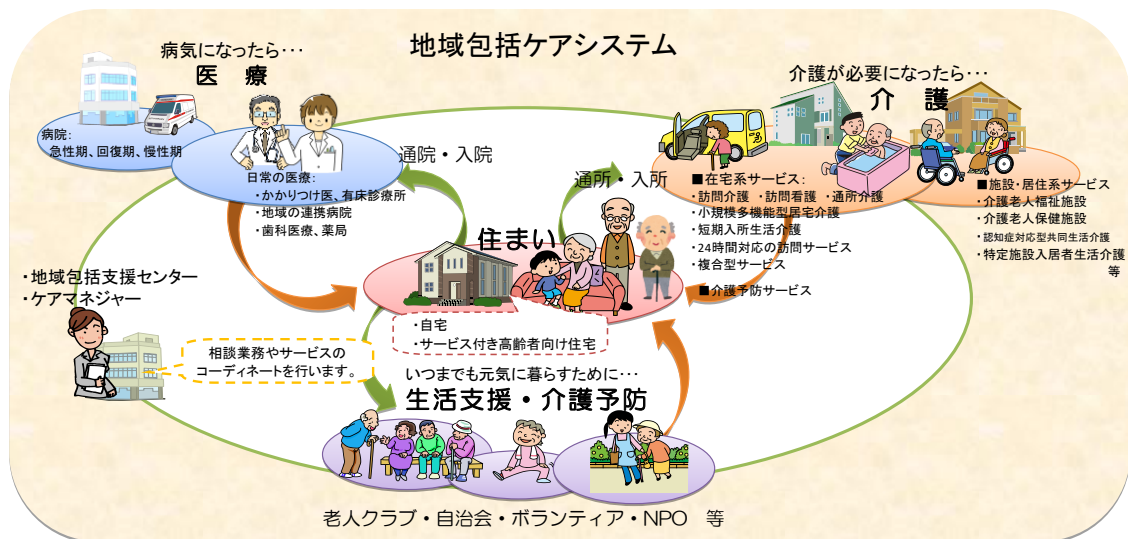 地域包括ケアシステム
病気になったら･･･
医　療
病院:
急性期、回復期、慢性期
日常の医療:
・かかりつけ医、有床診療所
・地域の連携病院
・歯科医療、薬局
通院・入院
通所・入所
介護が必要になったら･･･
介　護
■在宅系サービス:
・訪問介護 ・訪問看護 ・通所介護
・小規模多機能型居宅介護
・短期入所生活介護
・24時間対応の訪問サービス
・複合型サービス
■介護予防サービス
■施設・居住系サービス
・介護老人福祉施設
・介護老人保健施設
・認知症対応型共同生活介護
・特定施設入居者生活介護
等
住まい
・自宅
・サービス付き高齢者向け住宅
・地域包括支援センター
・ケアマネジャー
相談業務やサービスの
コーディネートを行います。
いつまでも元気に暮らすために･･･
生活支援・介護予防
老人クラブ・自治会・ボランティア・NPO　等